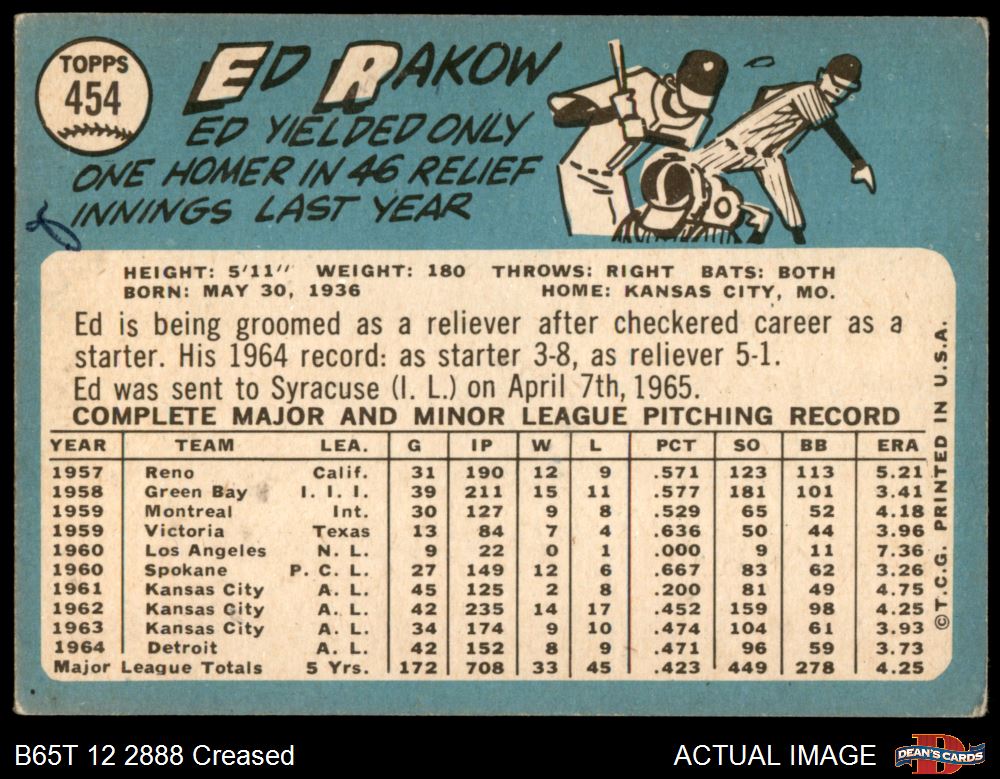 TOPPS
454
ED RAKOW
ED YIELDED ONLY
ONE HOMER IN 46 RELIEF
INNINGS LAST YEAR
HEIGHT: 5'11" WEIGHT: 180 THROWS: RIGHT BATS: BOTH
BORN: MAY 30, 1936 HOME: KANSAS CITY, MO.
Ed is being groomed as a reliever after checkered career as a
starter. His 1964 record: as starter 3-8, as reliever 5-1.
Ed was sent to Syracuse (I. L.) on April 7th, 1965.
COMPLETE MAJOR AND MINOR LEAGUE PITCHING RECORD
YEAR TEAM LEA. G IP W L PCT SO BB ERA
1957 Reno Calif. 31 190 12 9 .571 123 113 5.21
1958 Green Bay I. I. I. 39 211 15 11 .577 181 101 3.41
1959 Montreal Int. 30 127 9 8 .529 65 52 4.18
1959 Victoria Texas 13 84 7 4 .636 50 44 3.96
1960 Los Angeles N. L. 9 22 0 1 .000 9 11 7.36
1960 Spokane P. C. L. 27 149 12 6 .667 83 62 3.26
1961 Kansas City A. L. 45 125 2 8 .200 81 49 4.75
1962 Kansas City A. L. 42 235 14 17 .452 159 98 4.25
1963 Kansas City A. L. 34 174 9 10 .474 104 61 3.93
1964 Detroit A. L. 42 152 8 9 .471 96 59 3.73
Major League Totals 5 Yrs. 172 708 33 45 .423 449 278 4.25
©T.C.G. PRINTED IN U.S.A.
B65T 12 2888 Creased
ACTUAL IMAGE
DEAN'S CARDS